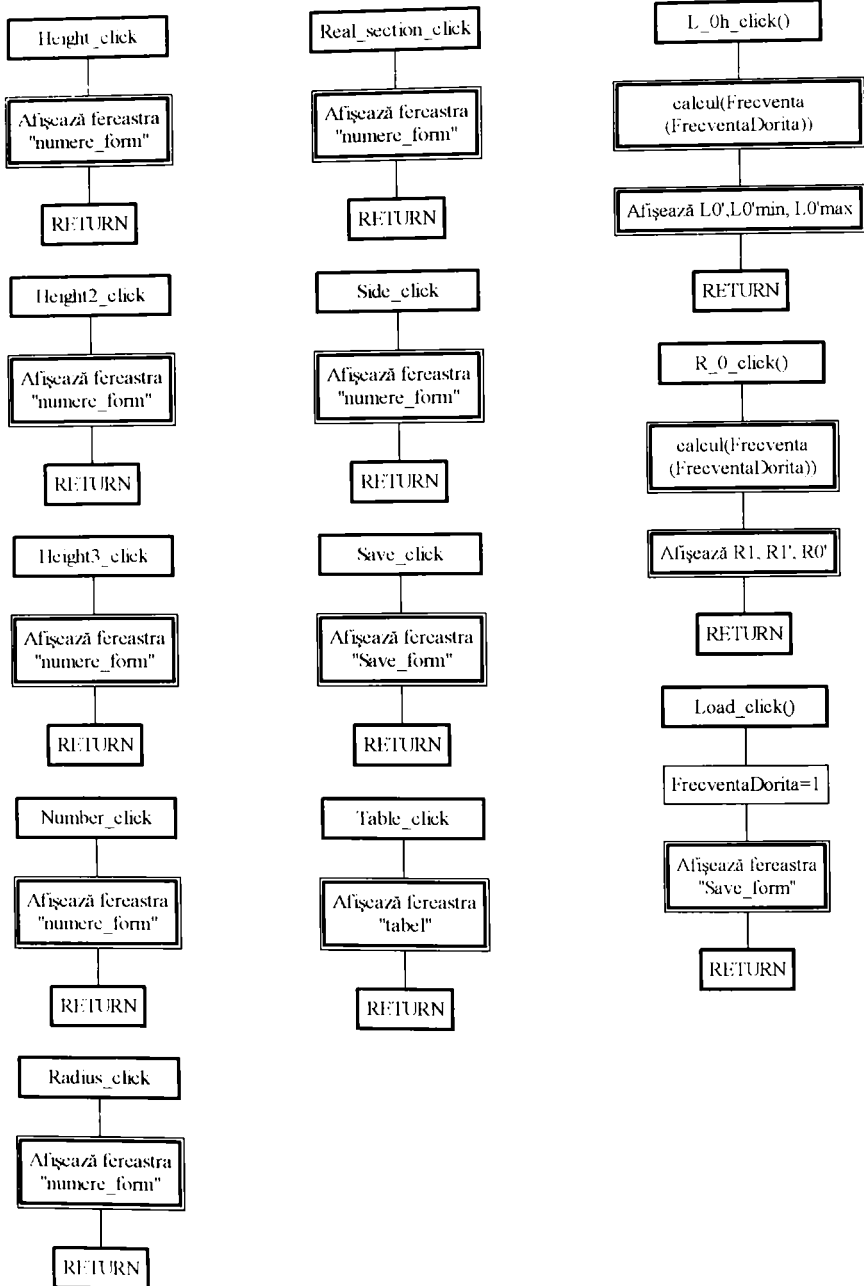 Height_click
Afişează fereastra
"numere_form"
RETURN
Height2_click
Afişează fereastra
"numere_form"
RETURN
Height3_click
Afişează fereastra
"numere_form"
RETURN
Number_click
Afişează fereastra
"numere_form"
RETURN
Radius_click
Afişează fereastra
"numere_form"
RETURN
Real_section_click
Afişează fereastra
"numere_form"
RETURN
Side_click
Afişează fereastra
"numere_form"
RETURN
Save_click
Afişează fereastra
"Save_form"
RETURN
Table_click
Afişează fereastra
"tabel"
RETURN
L_0h_click()
calcul(Frecventa
(FrecventaDorita))
Afişează L0',L0'min, L0'max
RETURN
R_0_click()
calcul(Frecventa
(FrecventaDorita))
Afişează R1, R1', R0'
RETURN
Load_click()
FrecventaDorita=1
Afişează fereastra
"Save_form"
RETURN